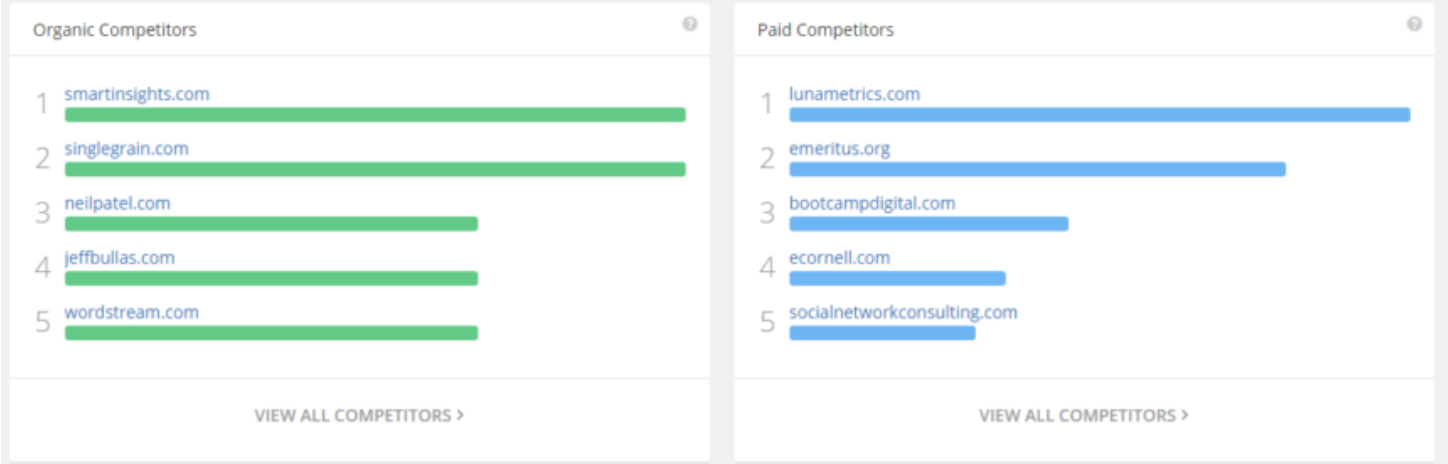 Organic Competitors
1 smartinsights.com
2 singlegrain.com
3 neilpatel.com
4 jeffbullas.com
5 wordstream.com
VIEW ALL COMPETITORS >
Paid Competitors
1 lunametrics.com
2 emeritus.org
3 bootcampdigital.com
4 ecornell.com
5 socialnetworkconsulting.com
VIEW ALL COMPETITORS >